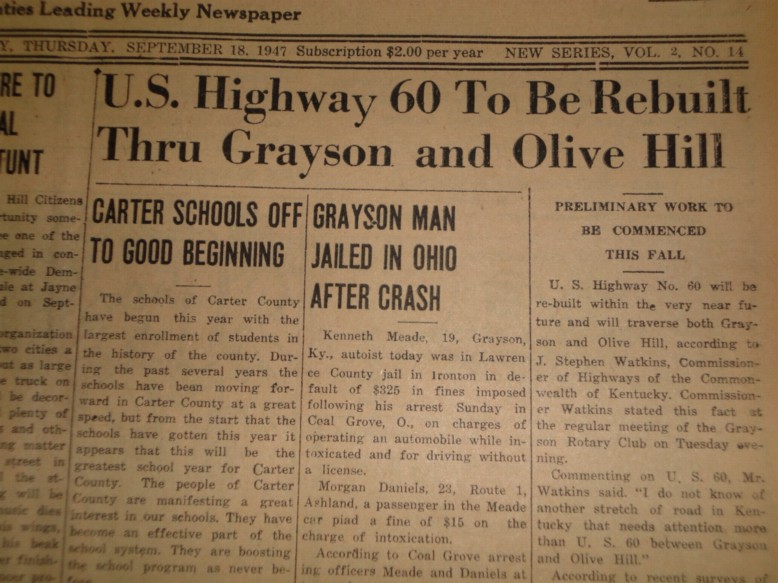 ties Leading Weekly Newspaper
Y, THURSDAY, SEPTEMBER 18, 1947 Subscription $2.00 per year NEW SERIES, VOL. 2, NO. 14
RE TO
AL
TUNT
Hill Citizens
rtunity some-
ee one of the
aged in con-
e-wide Dem-
ule at Jayne
d on Sept-
organization
two cities a
out as large
e truck on
l be decor-
plenty of
s and oth-
ng matter
street in
l the st-
g will be
music dies
his wings,
his beak
er finish-
U.S. Highway 60 To Be Rebuilt
Thru Grayson and Olive Hill
CARTER SCHOOLS OFF
TO GOOD BEGINNING
The schools of Carter County
have begun this year with the
largest enrollment of students in
the history of the county. Dur-
ing the past several years the
schools have been moving for-
ward in Carter County at a great
speed, but from the start that the
schools have gotten this year it
appears that this will be the
greatest school year for Carter
County. The people of Carter
County are manifesting a great
interest in our schools. They have
become an effective part of the
school system. They are boosting
the school program as never be-
GRAYSON MAN
JAILED IN OHIO
AFTER CRASH
Kenneth Meade, 19, Grayson,
Ky., autoist today was in Lawren
ce County jail in Ironton in de-
fault of $325 in fines imposed
following his arrest Sunday in
Coal Grove, O., on charges of
operating an automobile while in-
toxicated and for driving without
a license.
Morgan Daniels, 23, Route 1,
Ashland, a passenger in the Meade
car piad a fine of $15 on the
charge of intoxication.
According to Coal Grove arrest
ing officers Meade and Daniels at
PRELIMINARY WORK TO
BE COMMENCED
THIS FALL
U. S. Highway No. 60 will be
re-built within the very near fu-
ture and will traverse both Gray-
son and Olive Hill, according to
J. Stephen Watkins, Commission-
er of Highways of the Common-
wealth of Kentucky. Commission-
er Watkins stated this fact at
the regular meeting of the Gray-
son Rotary Club on Tuesday eve-
ning.
Commenting on U. S. 60, Mr.
Watkins said. "I do not know of
another stretch of road in Ken-
tucky that needs attention more
than U. S. 60 between Grayson
and Olive Hill."
According to recent surveys of